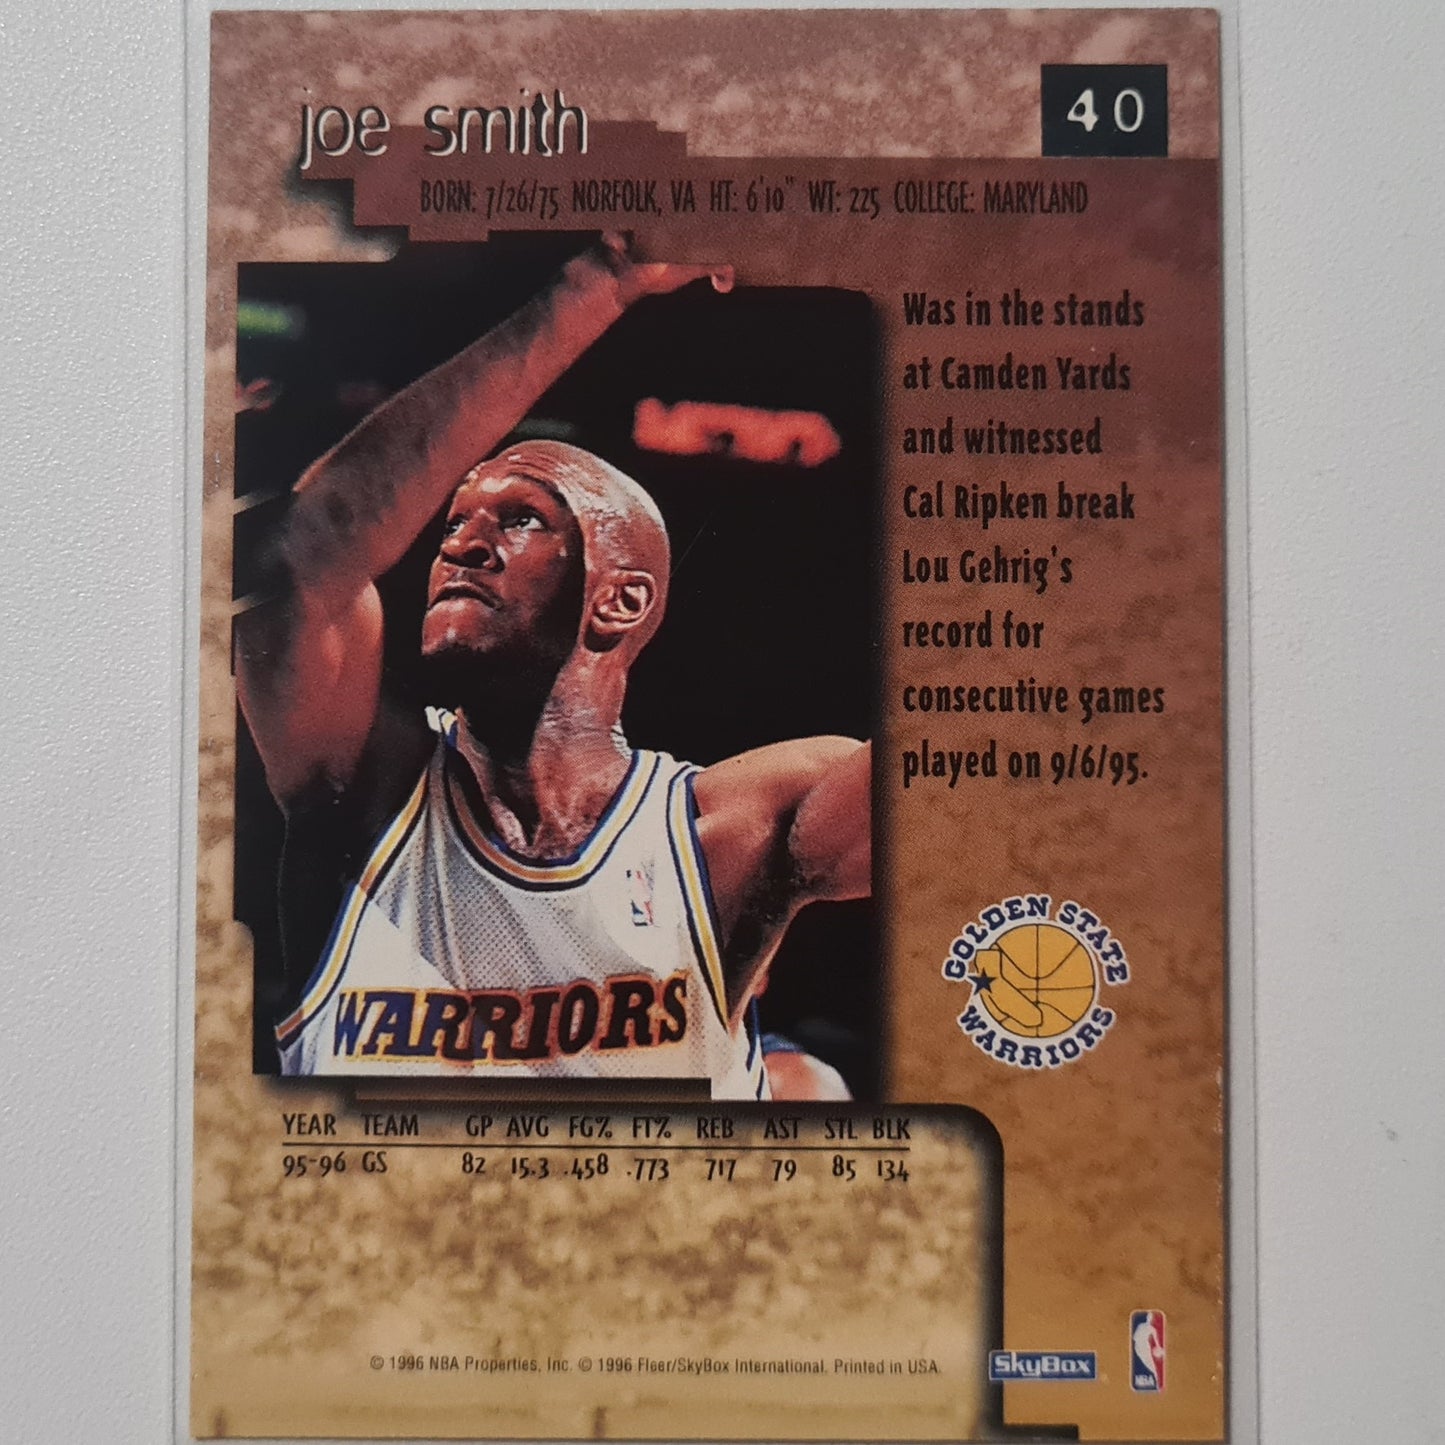 joe smith
40
BORN: 7/26/75 NORFOLK, VA HT: 6'10" WT: 225 COLLEGE: MARYLAND
Was in the stands
at Camden Yards
and witnessed
Cal Ripken break
Lou Gehrig's
record for
consecutive games
played on 9/6/95.
GOLDEN STATE
WARRIORS
WARRIORS
YEAR TEAM GP AVG FG% FT% REB AST STL BLK
95-96 GS 82 15.3 .458 .773 717 79 85 134
© 1996 NBA Properties, Inc. © 1996 Fleer/SkyBox International. Printed in USA.
SkyBox
NBA